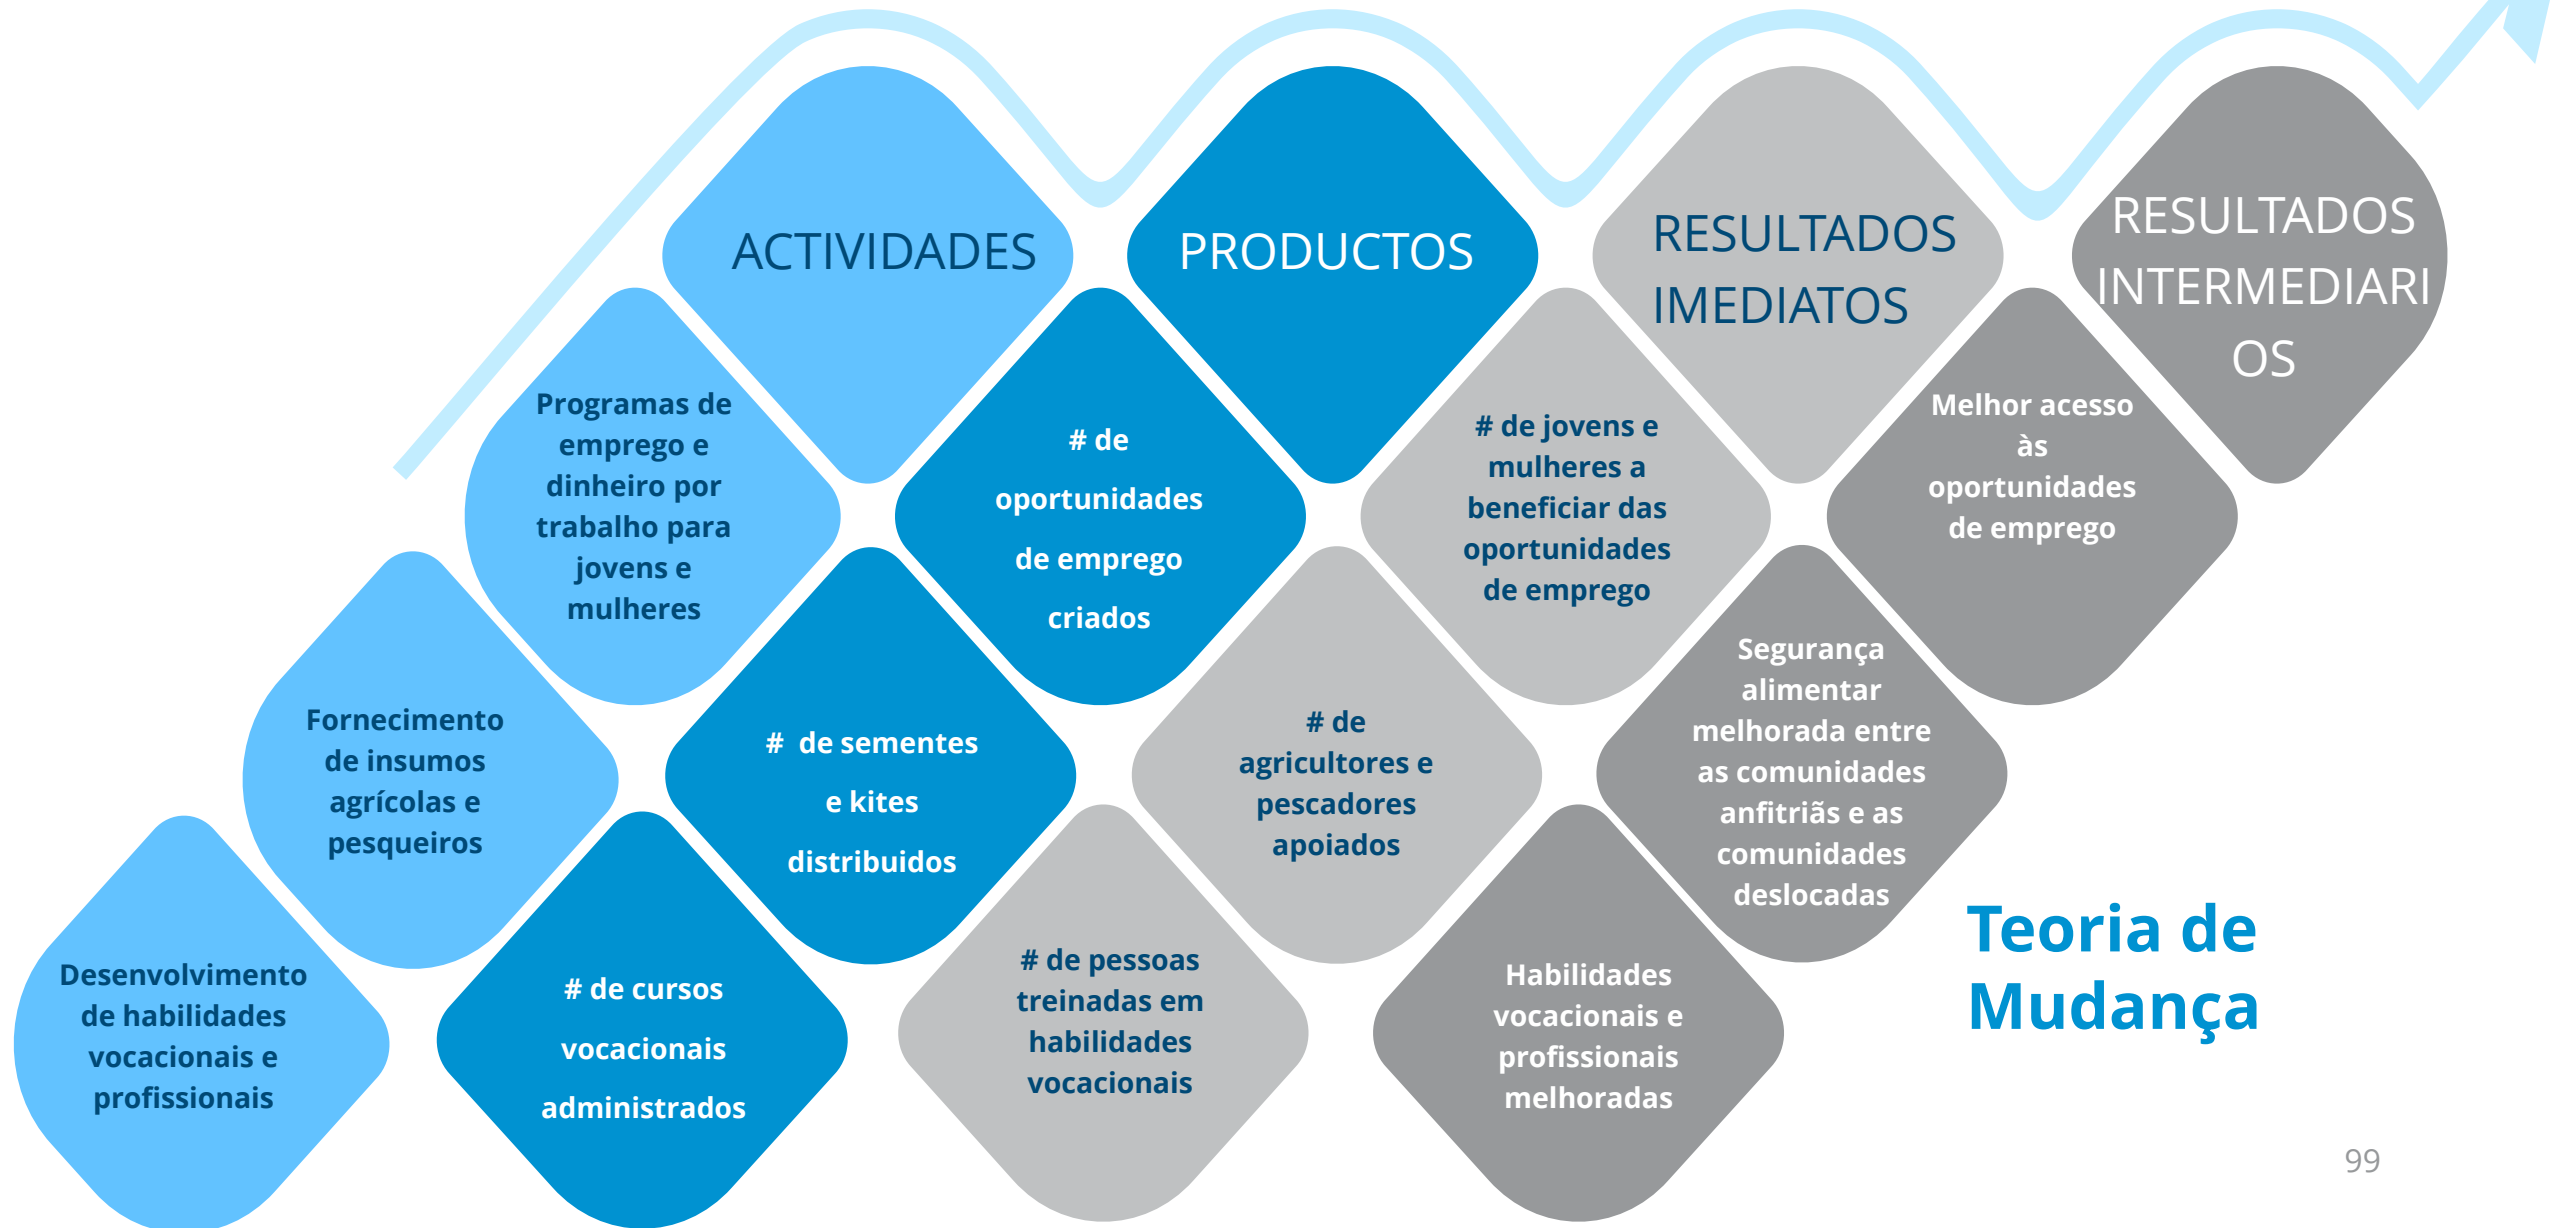 ACTIVIDADES
PRODUCTOS
RESULTADOS
IMEDIATOS
RESULTADOS
INTERMEDIARI
OS
Programas de
emprego e
dinheiro por
trabalho para
jovens e
mulheres
# de
oportunidades
de emprego
criados
# de jovens e
mulheres a
beneficiar das
oportunidades
de emprego
Melhor acesso
às
oportunidades
de emprego
Fornecimento
de insumos
agrícolas e
pesqueiros
# de sementes
e kites
distribuidos
# de
agricultores e
pescadores
apoiados
Segurança
alimentar
melhorada entre
as comunidades
anfitriãs e as
comunidades
deslocadas
Desenvolvimento
de habilidades
vocacionais e
profissionais
# de cursos
vocacionais
administrados
# de pessoas
treinadas em
habilidades
vocacionais
Habilidades
vocacionais e
profissionais
melhoradas
Teoria de
Mudança
99